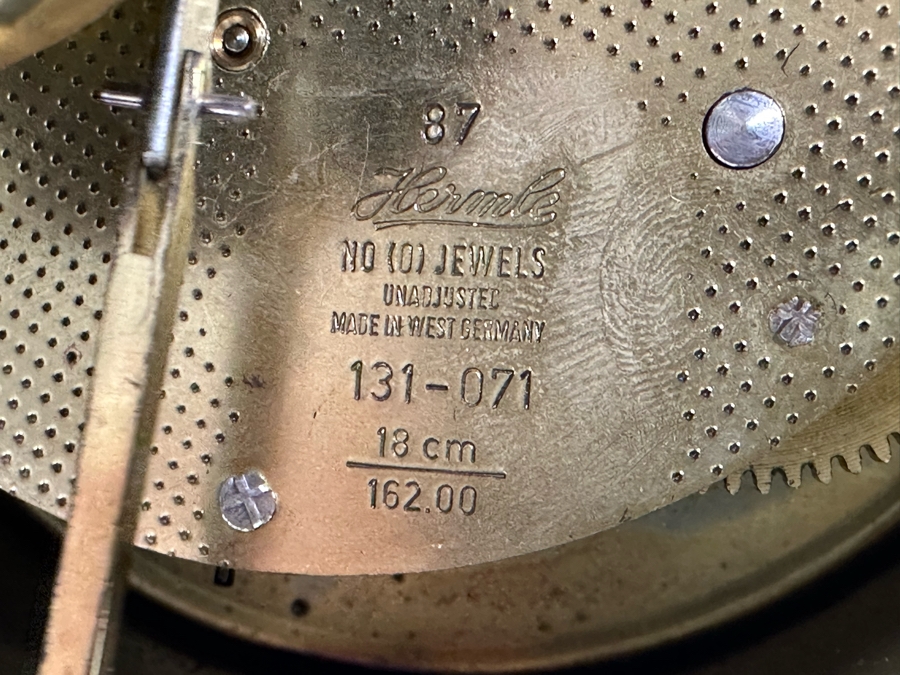 87
Hermle
NO (0) JEWELS
UNADJUSTED
MADE IN WEST GERMANY
131-071
18 cm
162.00